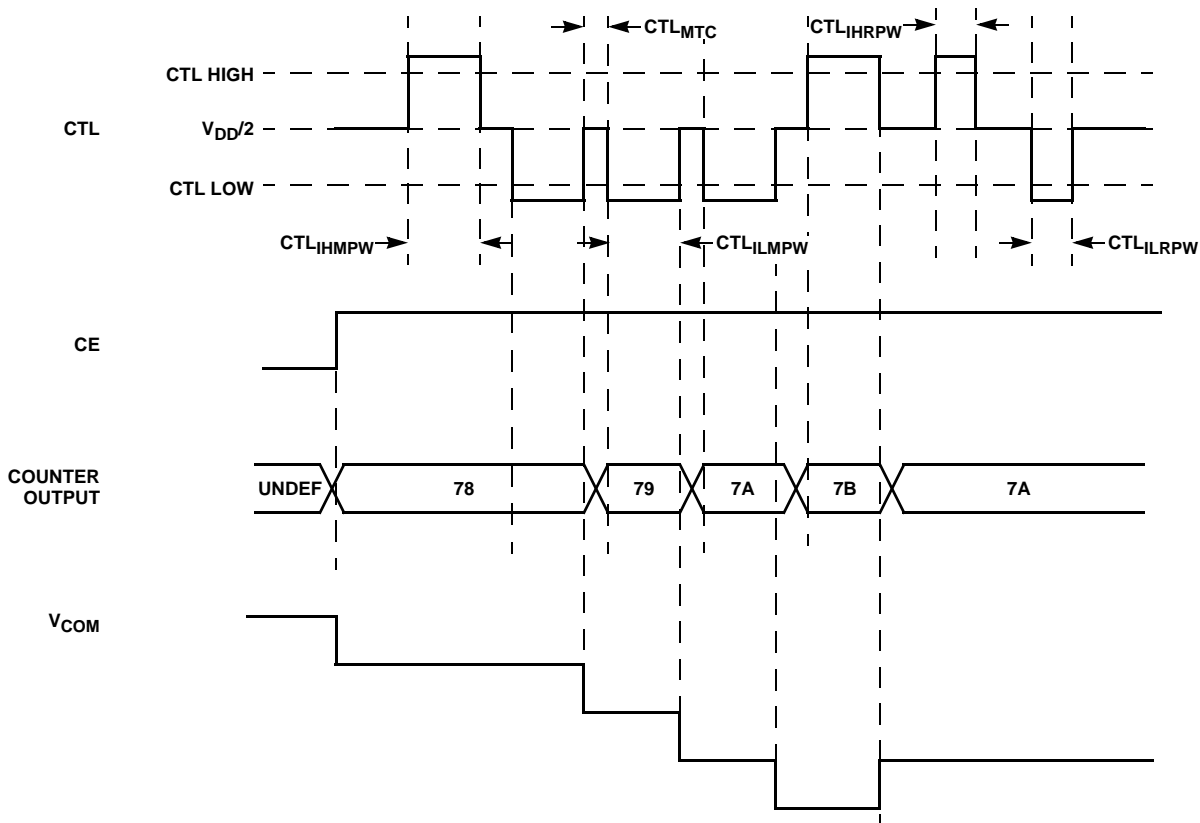 CTL_MTC
CTL_IHRPW
CTL HIGH
CTL
V_DD/2
CTL LOW
CTL_IHMPW
CTL_ILMPW
CTL_ILRPW
CE
COUNTER
OUTPUT
UNDEF
78
79
7A
7B
7A
V_COM